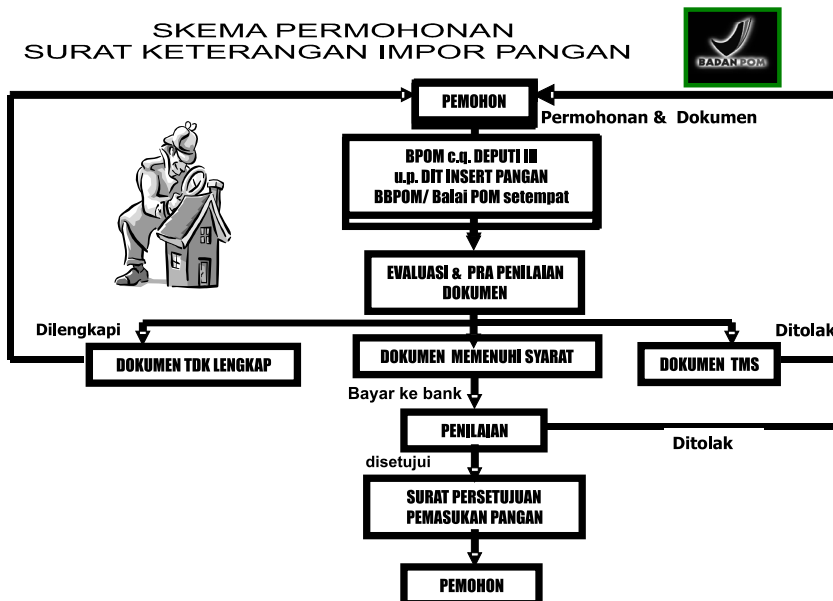 SKEMA PERMOHONAN
SURAT KETERANGAN IMPOR PANGAN
BADAN POM
PEMOHON
Permohonan & Dokumen
BPOM c.q. DEPUTI III
u.p. DIT INSERT PANGAN
BBPOM/ Balai POM setempat
EVALUASI & PRA PENILAIAN
DOKUMEN
Dilengkapi
Ditolak
DOKUMEN TDK LENGKAP
DOKUMEN MEMENUHI SYARAT
DOKUMEN TMS
Bayar ke bank
PENILAIAN
Ditolak
disetujui
SURAT PERSETUJUAN
PEMASUKAN PANGAN
PEMOHON